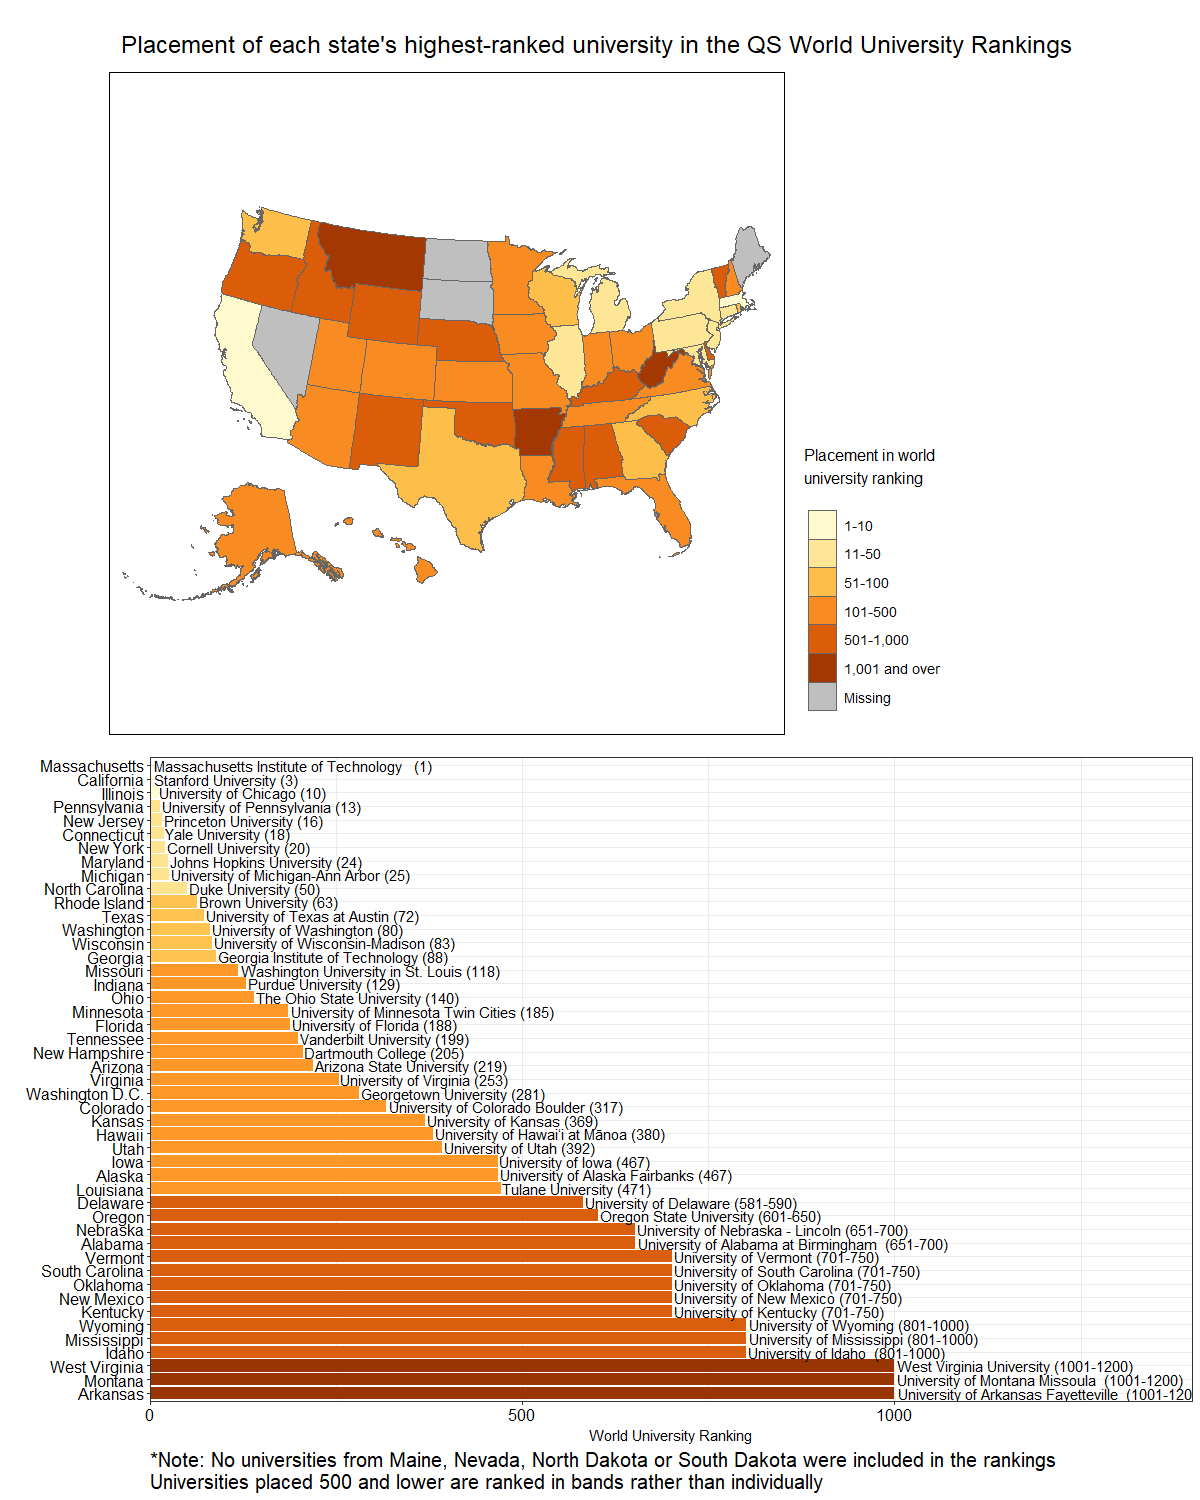 Placement of each state's highest-ranked university in the QS World University Rankings
Placement in world
university ranking
1-10
11-50
51-100
101-500
501-1,000
1,001 and over
Missing
Massachusetts Massachusetts Institute of Technology (1)
California Stanford University (3)
Illinois University of Chicago (10)
Pennsylvania University of Pennsylvania (13)
New Jersey Princeton University (16)
Connecticut Yale University (18)
New York Cornell University (20)
Maryland Johns Hopkins University (24)
Michigan University of Michigan-Ann Arbor (25)
North Carolina Duke University (50)
Rhode Island Brown University (63)
Texas University of Texas at Austin (72)
Washington University of Washington (80)
Wisconsin University of Wisconsin-Madison (83)
Georgia Georgia Institute of Technology (88)
Missouri Washington University in St. Louis (118)
Indiana Purdue University (129)
Ohio The Ohio State University (140)
Minnesota University of Minnesota Twin Cities (185)
Florida University of Florida (188)
Tennessee Vanderbilt University (199)
New Hampshire Dartmouth College (205)
Arizona Arizona State University (219)
Virginia University of Virginia (253)
Washington D.C. Georgetown University (281)
Colorado University of Colorado Boulder (317)
Kansas University of Kansas (369)
Hawaii University of Hawai'i at Mānoa (380)
Utah University of Utah (392)
Iowa University of Iowa (467)
Alaska University of Alaska Fairbanks (467)
Louisiana Tulane University (471)
Delaware University of Delaware (581-590)
Oregon Oregon State University (601-650)
Nebraska University of Nebraska - Lincoln (651-700)
Alabama University of Alabama at Birmingham (651-700)
Vermont University of Vermont (701-750)
South Carolina University of South Carolina (701-750)
Oklahoma University of Oklahoma (701-750)
New Mexico University of New Mexico (701-750)
Kentucky University of Kentucky (701-750)
Wyoming University of Wyoming (801-1000)
Mississippi University of Mississippi (801-1000)
Idaho University of Idaho (801-1000)
West Virginia West Virginia University (1001-1200)
Montana University of Montana Missoula (1001-1200)
Arkansas University of Arkansas Fayetteville (1001-120
0 500 1000
World University Ranking
*Note: No universities from Maine, Nevada, North Dakota or South Dakota were included in the rankings
Universities placed 500 and lower are ranked in bands rather than individually